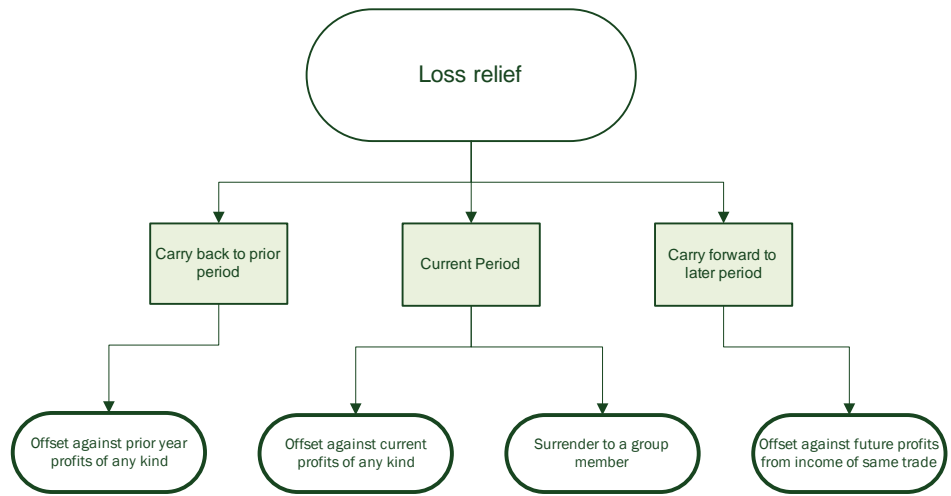 Loss relief
Carry back to prior
period
Current Period
Carry forward to
later period
Offset against prior year
profits of any kind
Offset against current
profits of any kind
Surrender to a group
member
Offset against future profits
from income of same trade